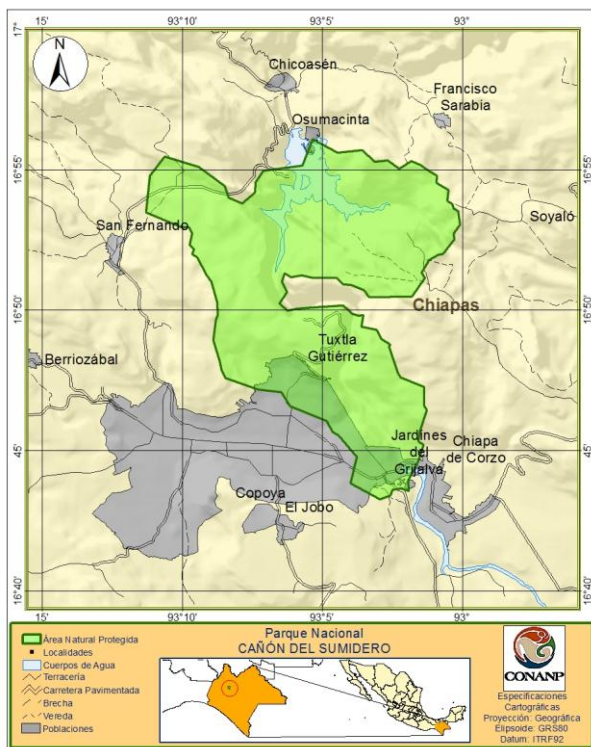 15'
93°10'
93°5'
93°
17°
N
Chicoasén
Francisco
Sarabia
Osumacinta
16°55'
16°55'
Soyaló
San Fernando
16°50'
16°50'
Chiapas
Tuxtla
Gutiérrez
Berriozábal
Jardines
del
Grijalva
Chiapa
de Corzo
45'
45'
Copoya
El Jobo
16°40'
16°40'
15'
93°10'
93°5'
93°
Área Natural Protegida
Localidades
Cuerpos de Agua
Terracería
Carretera Pavimentada
Brecha
Vereda
Poblaciones
Parque Nacional
CAÑÓN DEL SUMIDERO
CONANP
Especificaciones
Cartográficas
Proyección: Geográfica
Elipsoide: GRS80
Datum: ITRF92